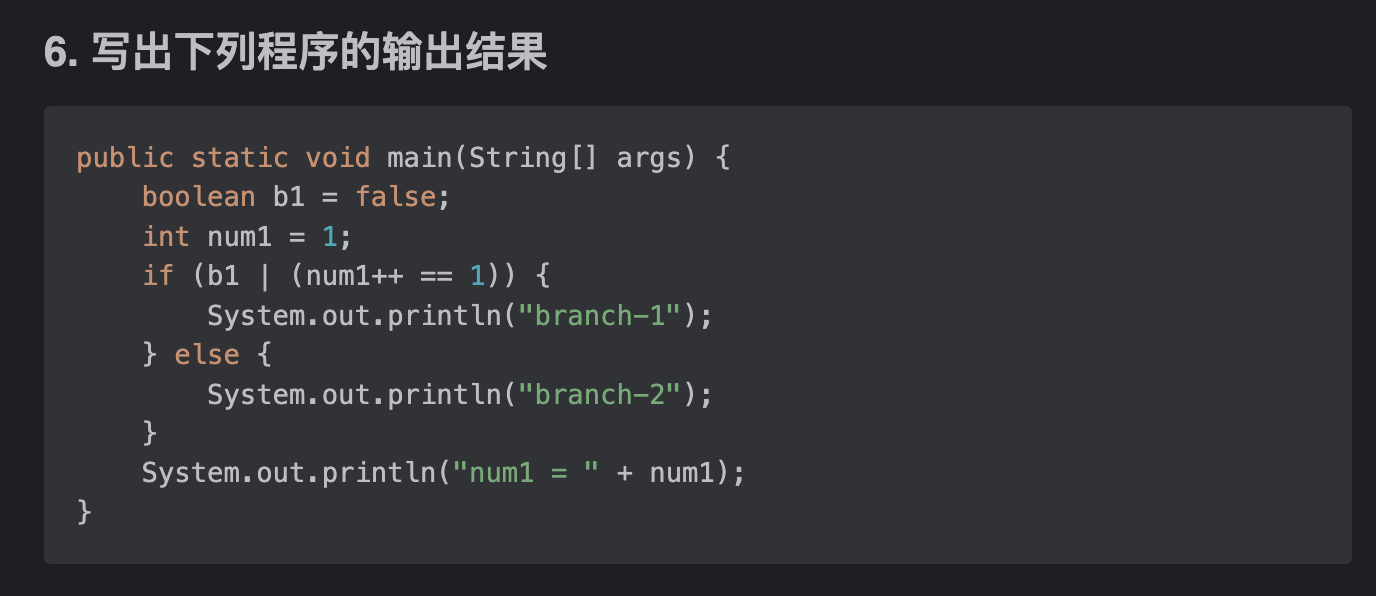 6. 写出下列程序的输出结果
public static void main(String[] args) {
    boolean b1 = false;
    int num1 = 1;
    if (b1 | (num1++ == 1)) {
        System.out.println("branch-1");
    } else {
        System.out.println("branch-2");
    }
    System.out.println("num1 = " + num1);
}